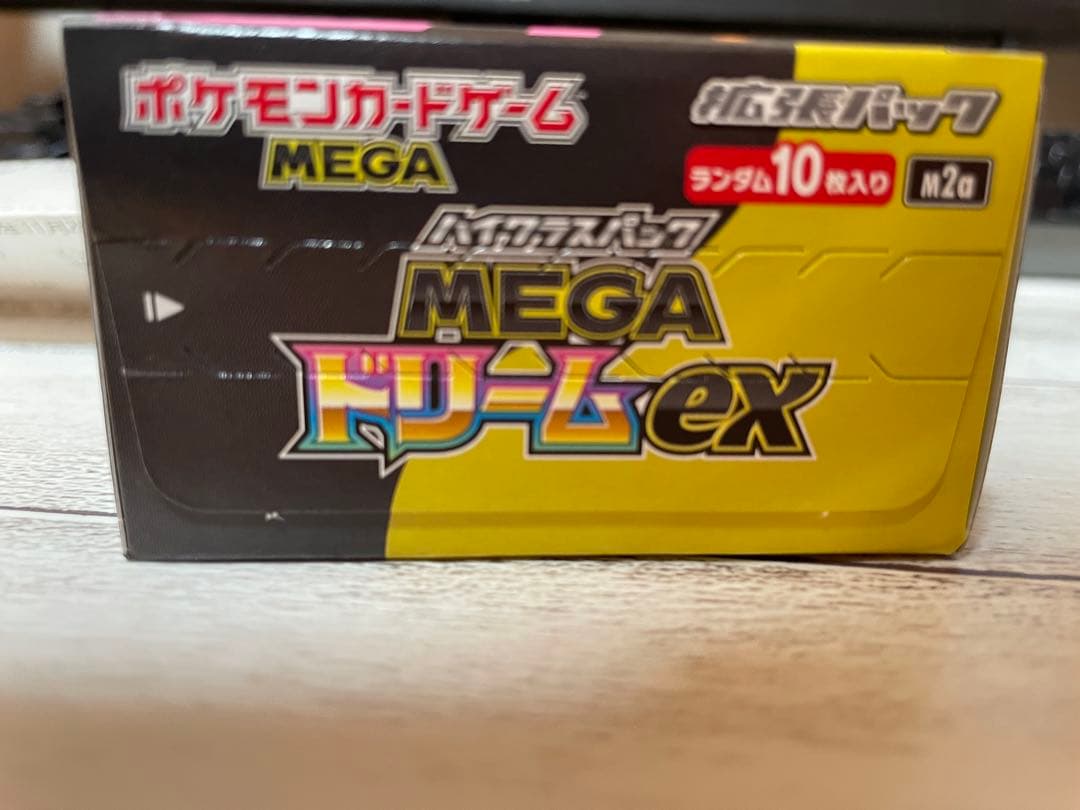 ポケモンカードゲーム
MEGA
拡張パック
ランダム10枚入り
M2a
ハイクラスパック
MEGA
ドリームex